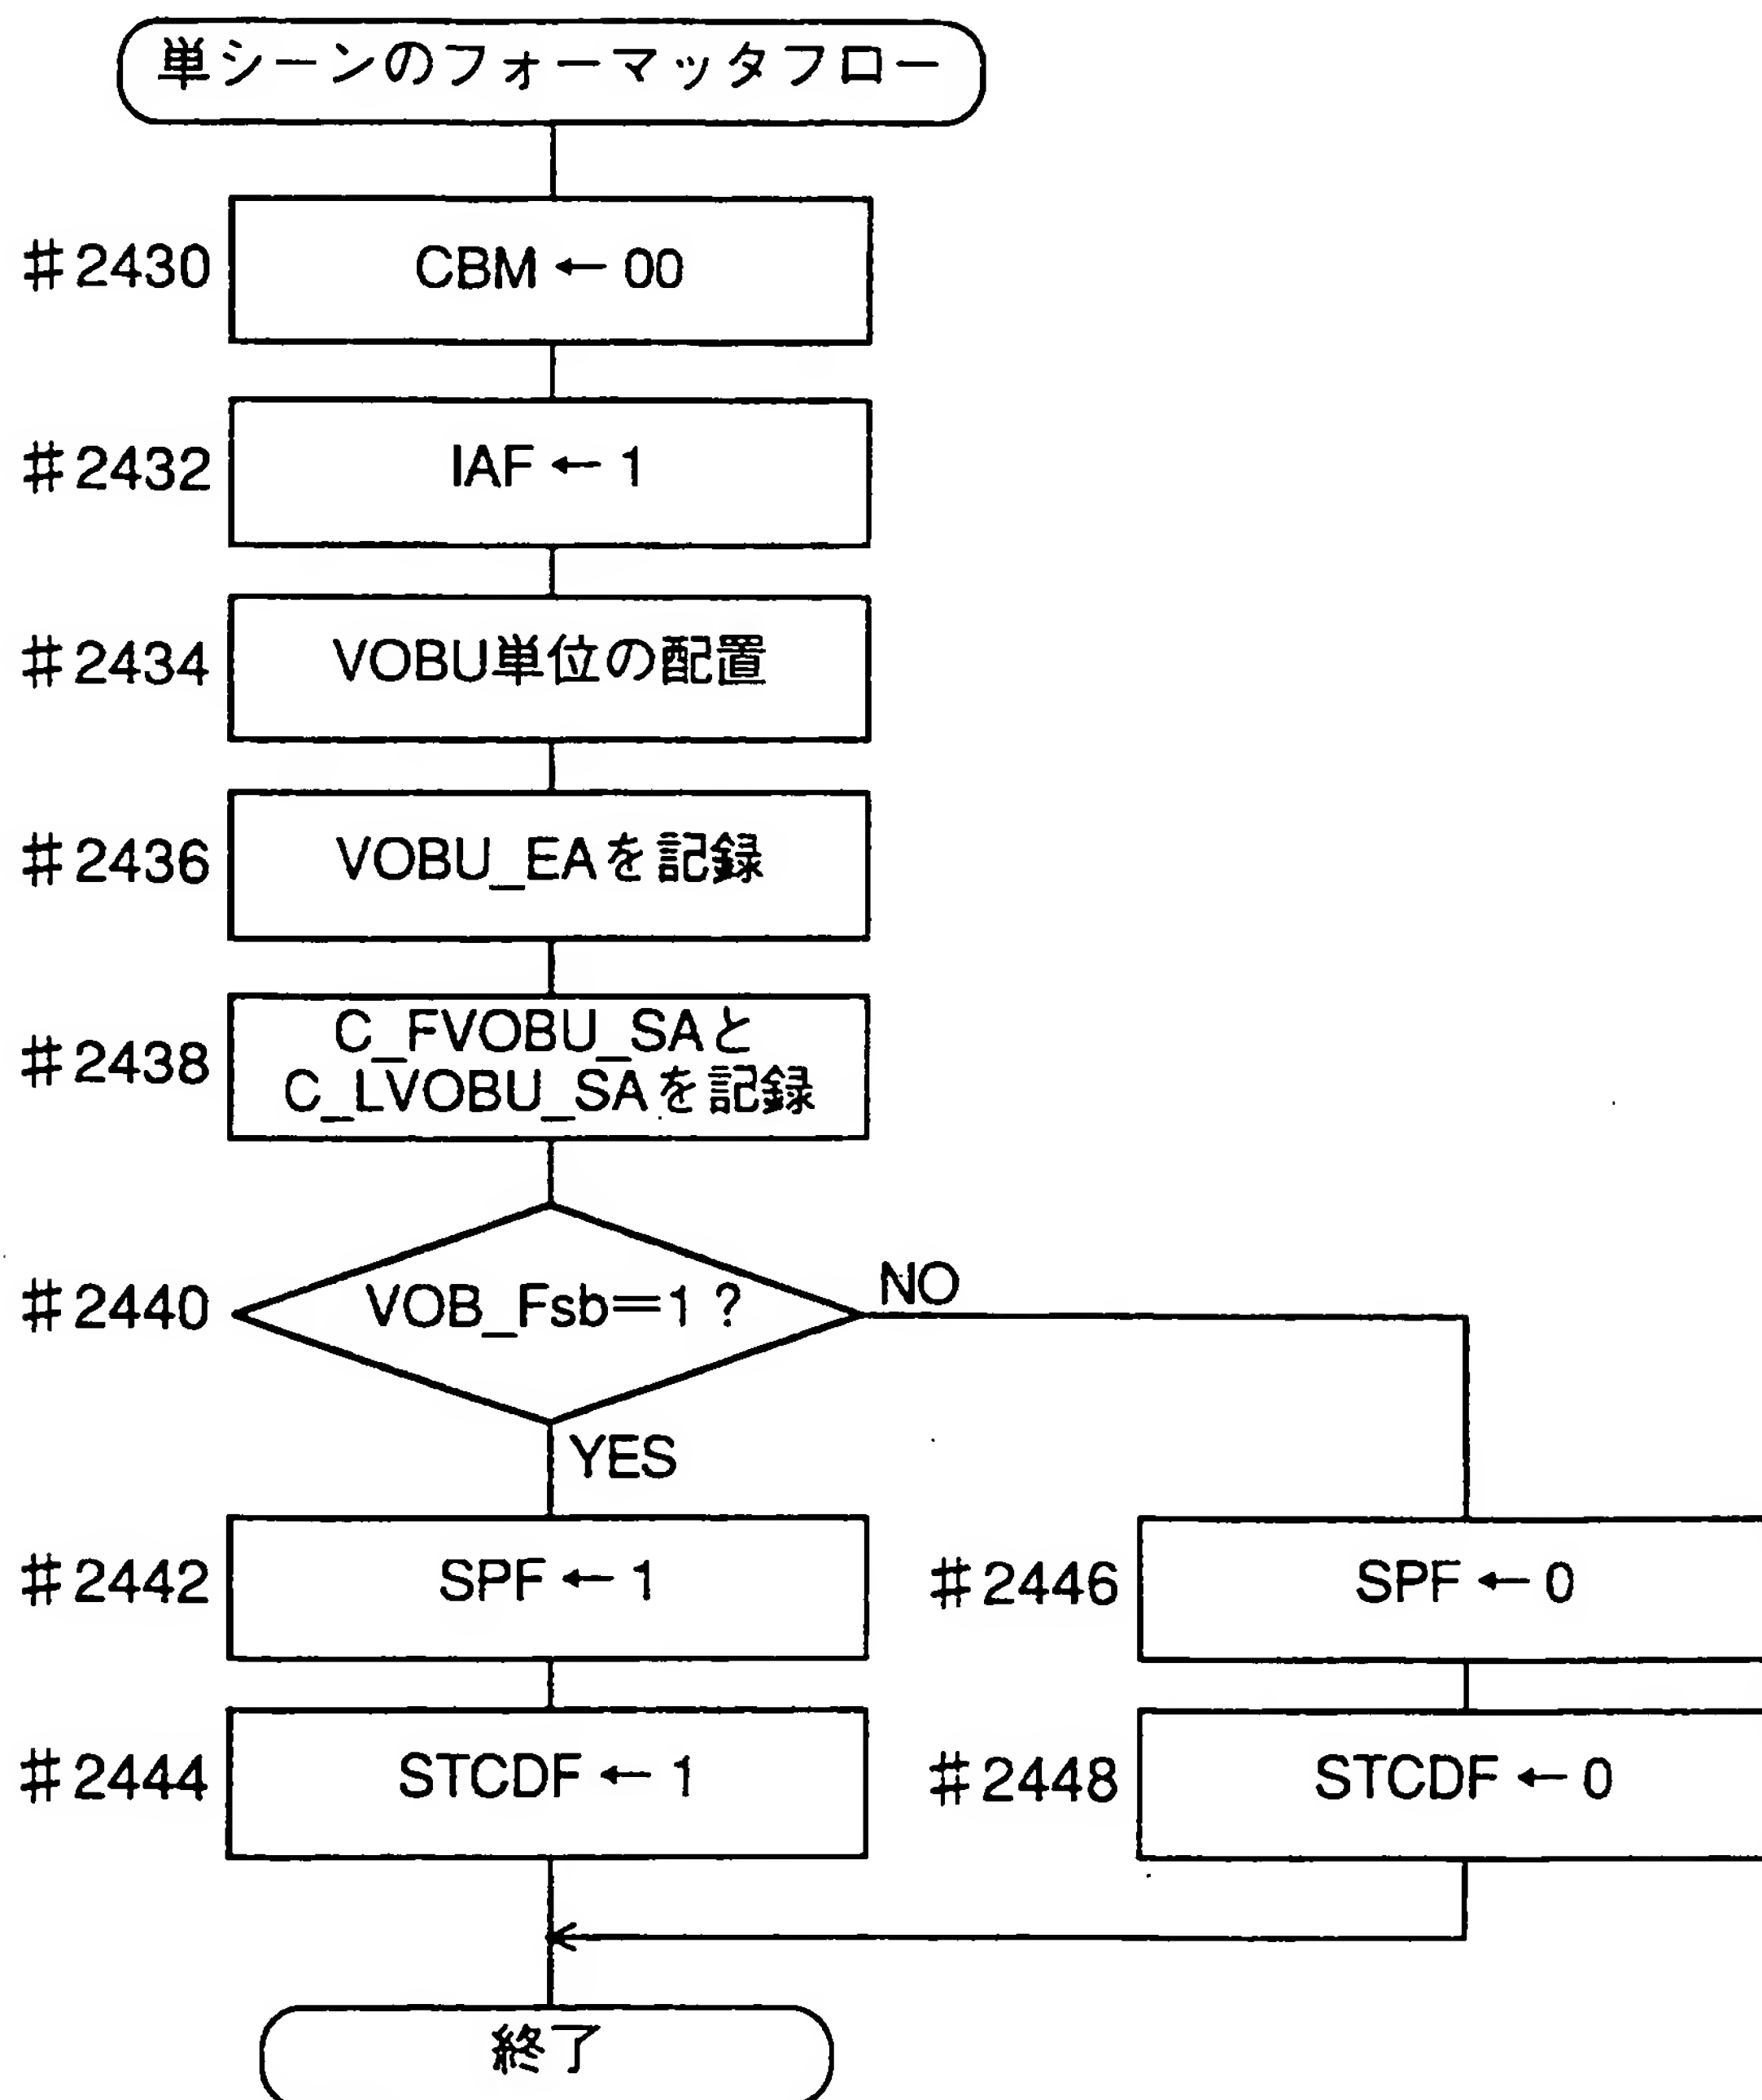 単シーンのフォーマッタフロー
#2430
CBM ← 00
#2432
IAF ← 1
#2434
VOBU単位の配置
#2436
VOBU_EAを記録
#2438
C_FVOBU_SAと
C_LVOBU_SAを記録
#2440
VOB_Fsb=1 ?
NO
YES
#2442
SPF ← 1
#2446
SPF ← 0
#2444
STCDF ← 1
#2448
STCDF ← 0
終了